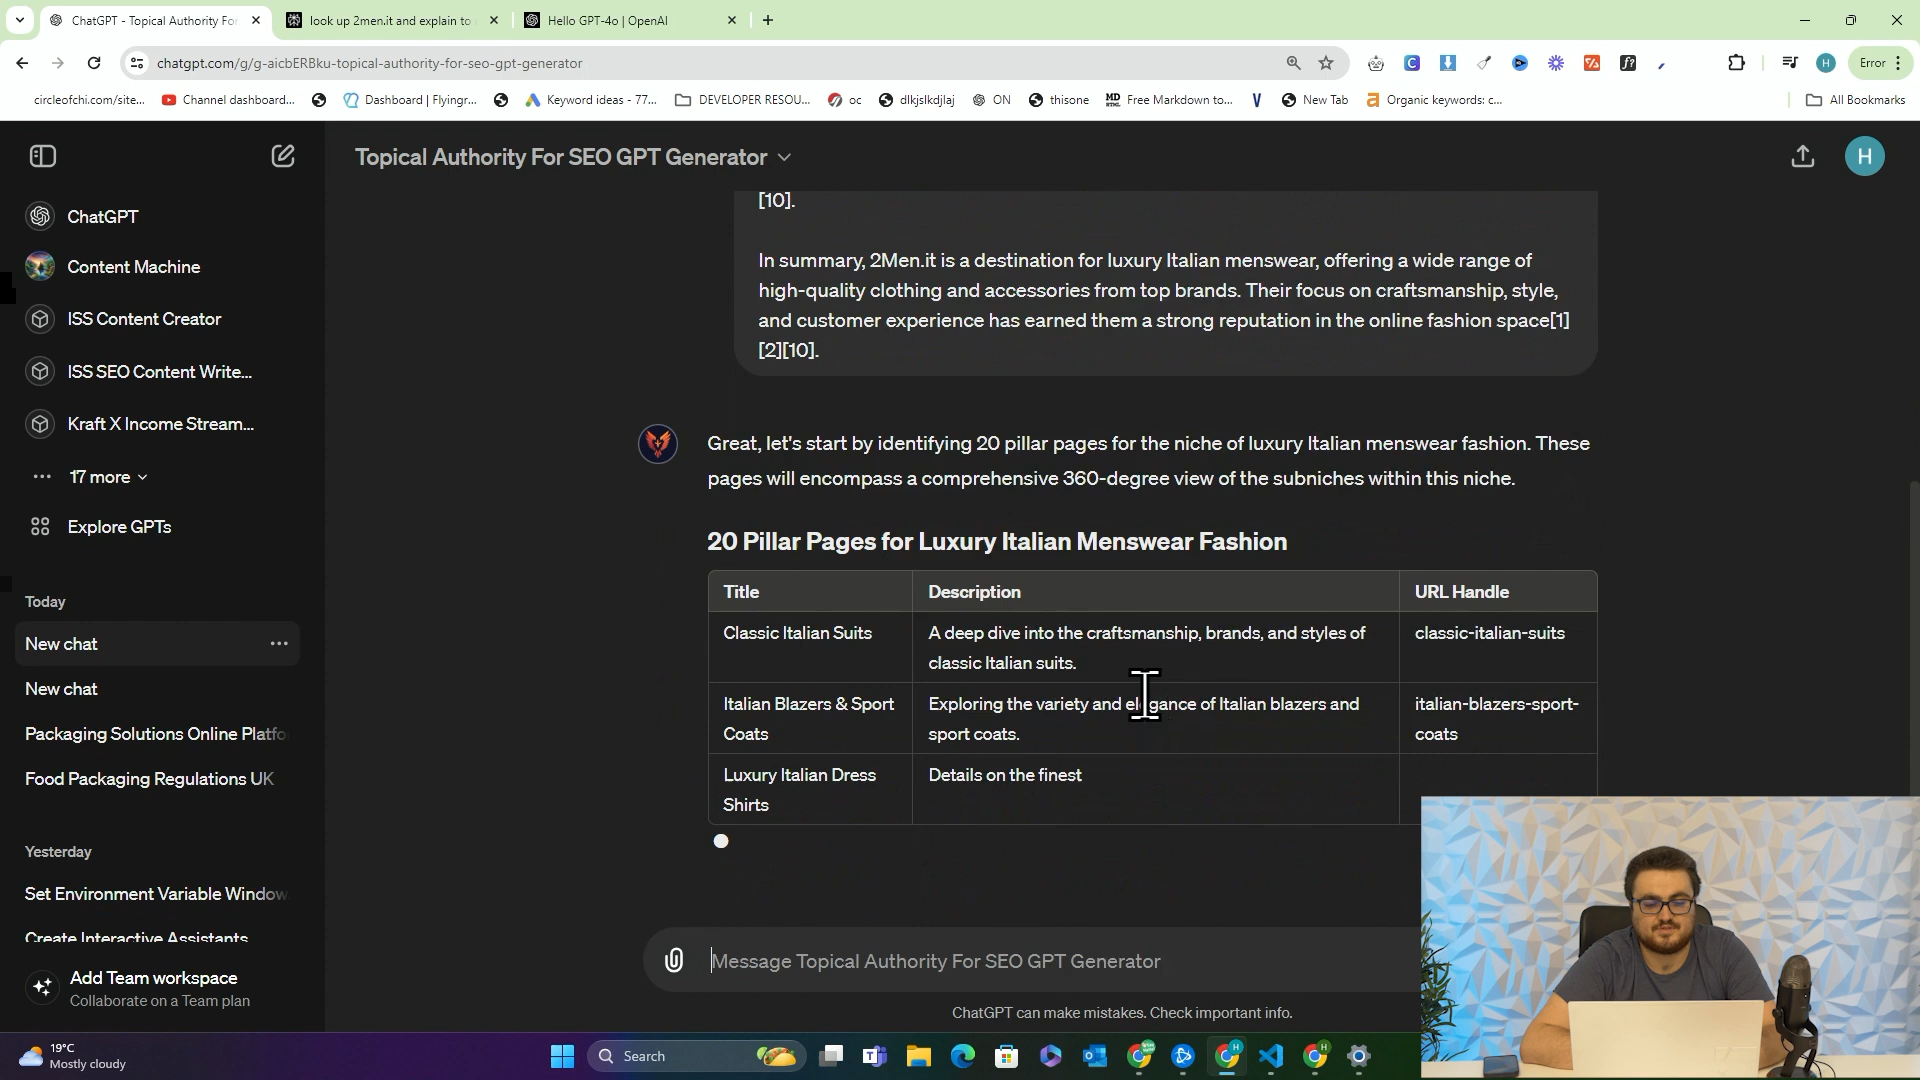 ChatGPT - Topical Authority For
look up 2men.it and explain to
Hello GPT-4o | OpenAI
chatgpt.com/g/g-aicbERBku-topical-authority-for-seo-gpt-generator
Error
circleofchi.com/site...
Channel dashboard...
Dashboard | Flyingr...
Keyword ideas - 77...
DEVELOPER RESOU...
oc
dlkjslkdjlaj
ON
thisone
Free Markdown to...
New Tab
Organic keywords: c...
All Bookmarks
Topical Authority For SEO GPT Generator
H
ChatGPT
Content Machine
ISS Content Creator
ISS SEO Content Write...
Kraft X Income Stream...
17 more
Explore GPTs
Today
New chat
New chat
Packaging Solutions Online Platfo
Food Packaging Regulations UK
Yesterday
Set Environment Variable Window
Create Interactive Assistants
Add Team workspace
Collaborate on a Team plan
[10].
In summary, 2Men.it is a destination for luxury Italian menswear, offering a wide range of
high-quality clothing and accessories from top brands. Their focus on craftsmanship, style,
and customer experience has earned them a strong reputation in the online fashion space[1]
[2][10].
Great, let's start by identifying 20 pillar pages for the niche of luxury Italian menswear fashion. These
pages will encompass a comprehensive 360-degree view of the subniches within this niche.
20 Pillar Pages for Luxury Italian Menswear Fashion
Title
Description
URL Handle
Classic Italian Suits
A deep dive into the craftsmanship, brands, and styles of
classic Italian suits.
classic-italian-suits
Italian Blazers & Sport
Coats
Exploring the variety and elegance of Italian blazers and
sport coats.
italian-blazers-sport-
coats
Luxury Italian Dress
Shirts
Details on the finest
Message Topical Authority For SEO GPT Generator
ChatGPT can make mistakes. Check important info.
19°C
Mostly cloudy
Search